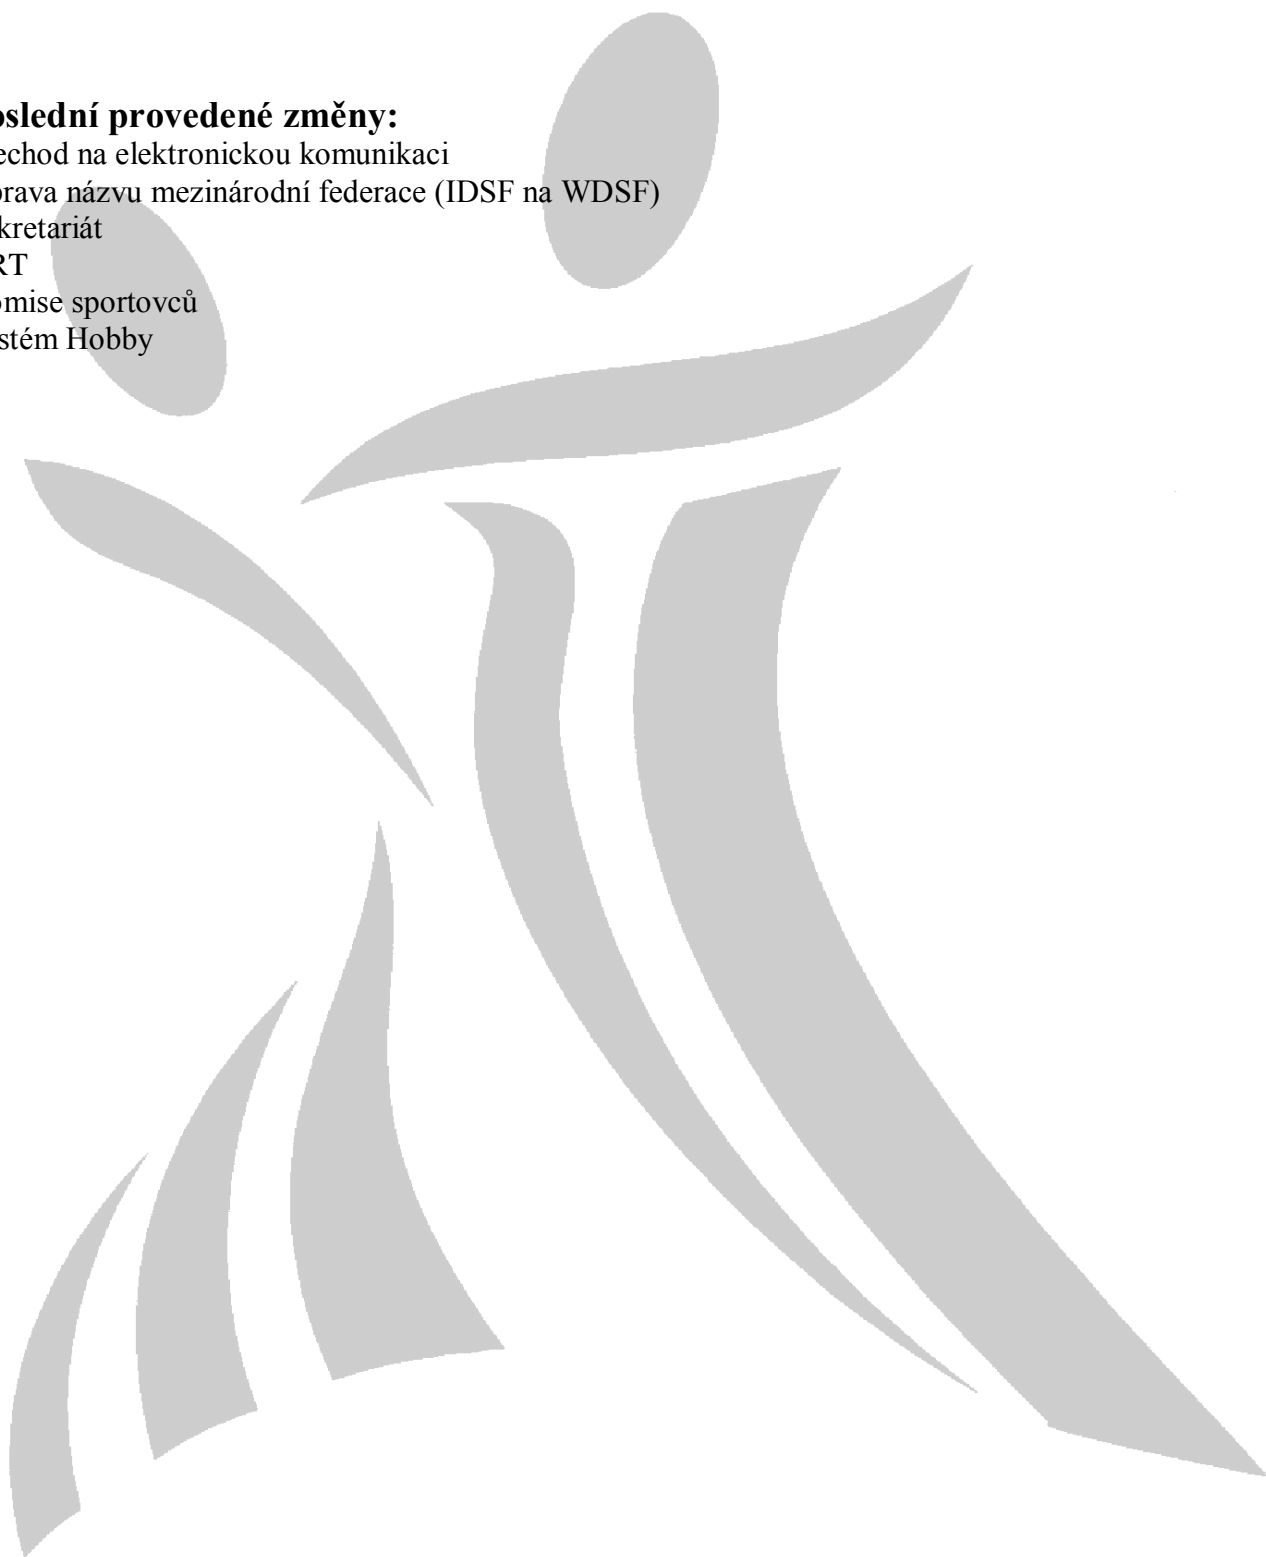 oslední provedené změny:
echod na elektronickou komunikaci
prava názvu mezinárodní federace (IDSF na WDSF)
kretariát
RT
omise sportovců
stém Hobby